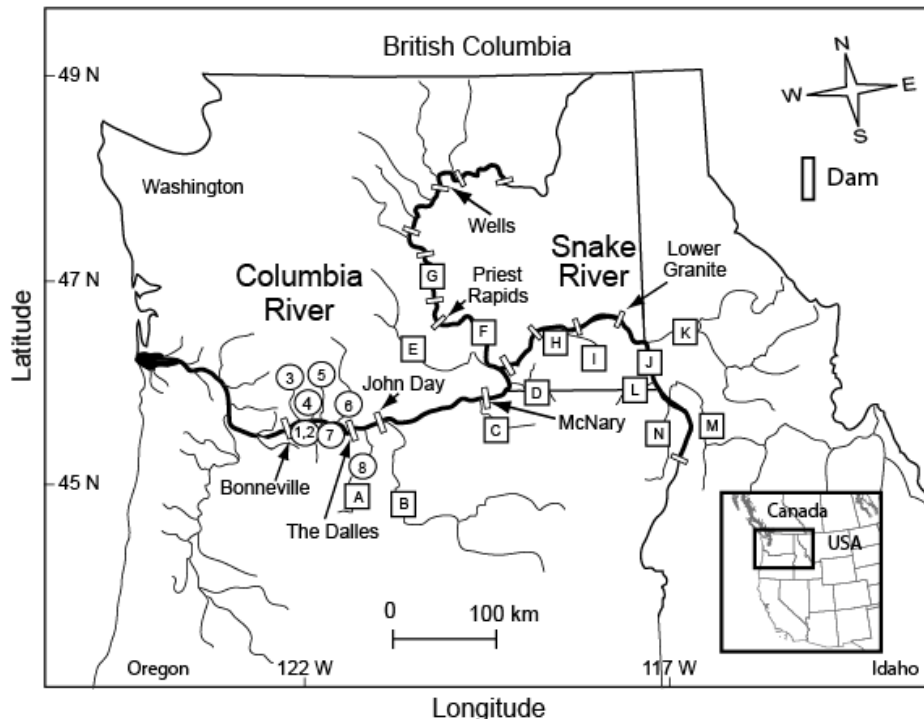 British Columbia
49 N
N
W
E
S
Dam
Washington
Wells
Snake
River
Lower
Granite
Columbia
River
47 N
G
Priest
Rapids
Latitude
E
F
H
I
J
K
L
D
3
5
4
6
John Day
1,2
7
McNary
C
N
M
Bonneville
8
45 N
A
B
The Dalles
Canada
USA
0
100 km
Oregon
122 W
117 W
Idaho
Longitude